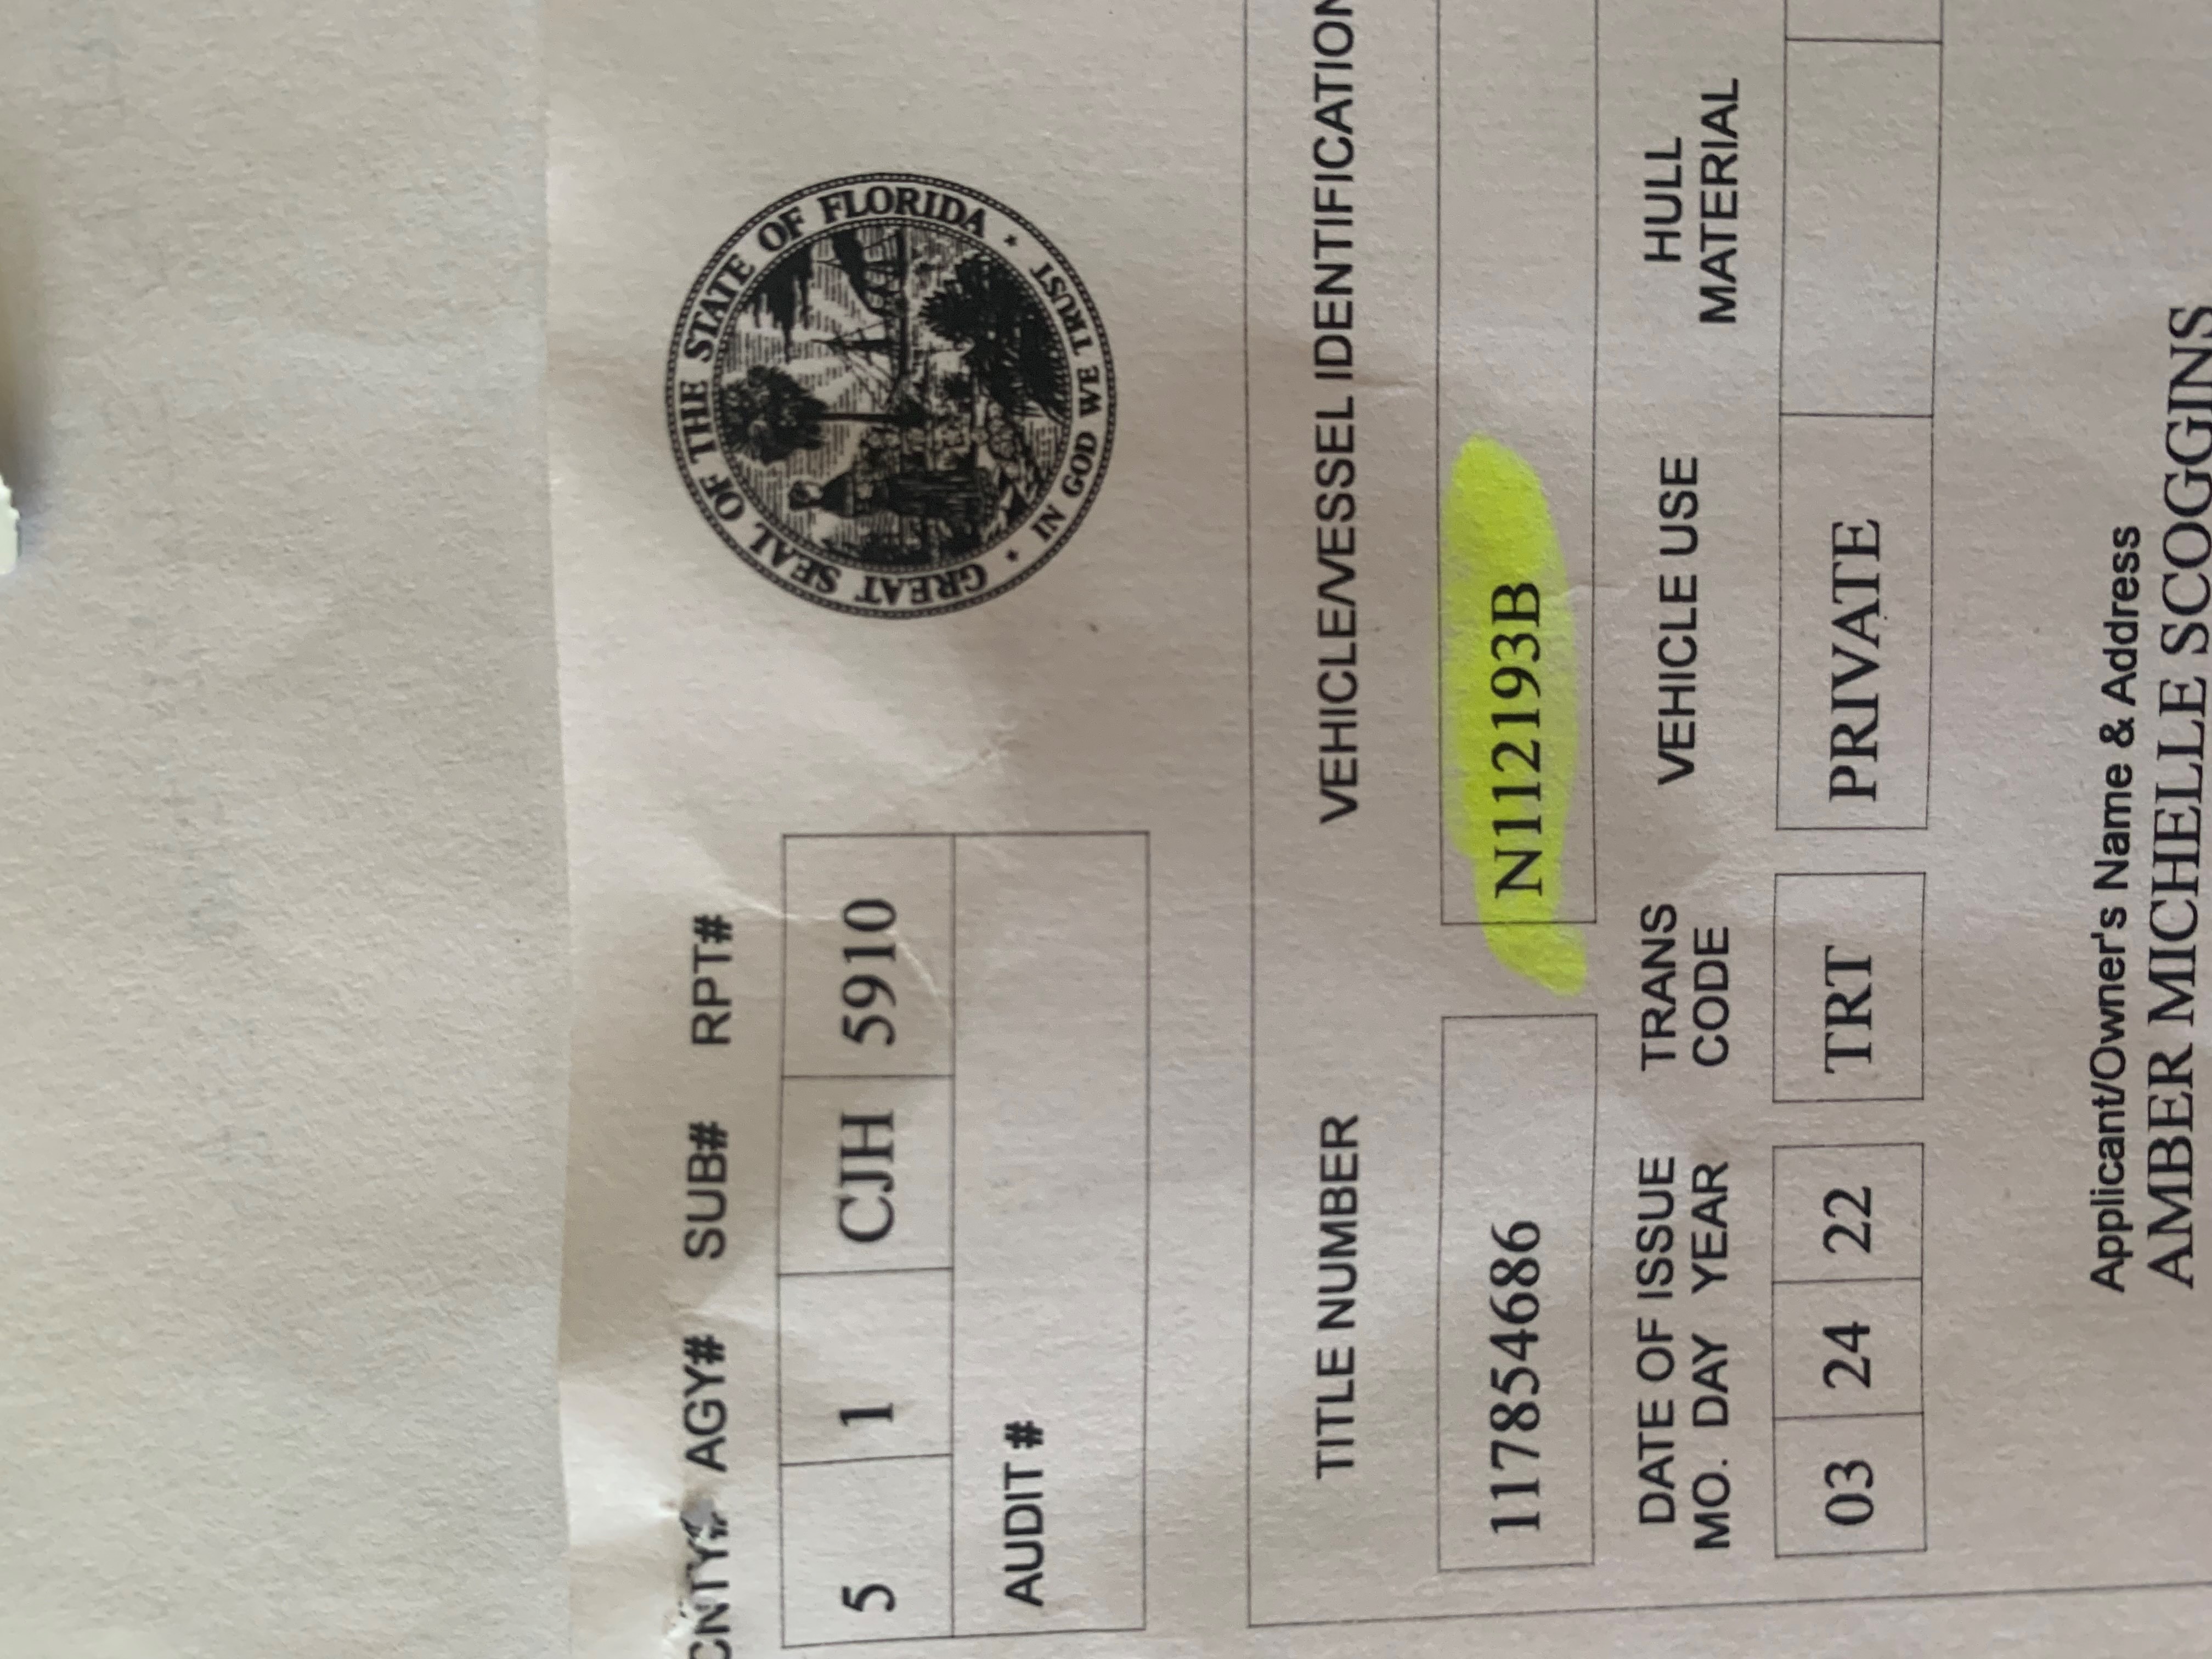 CNTY# AGY# SUB# RPT#
5 1 CJH 5910
AUDIT #
GREAT SEAL OF THE STATE OF FLORIDA
IN GOD WE TRUST
TITLE NUMBER VEHICLE/VESSEL IDENTIFICATION
117854686 N112193B
DATE OF ISSUE TRANS VEHICLE USE HULL
MO. DAY YEAR CODE MATERIAL
03 24 22 TRT PRIVATE
Applicant/Owner's Name & Address
AMBER MICHELLE SCOGGINS